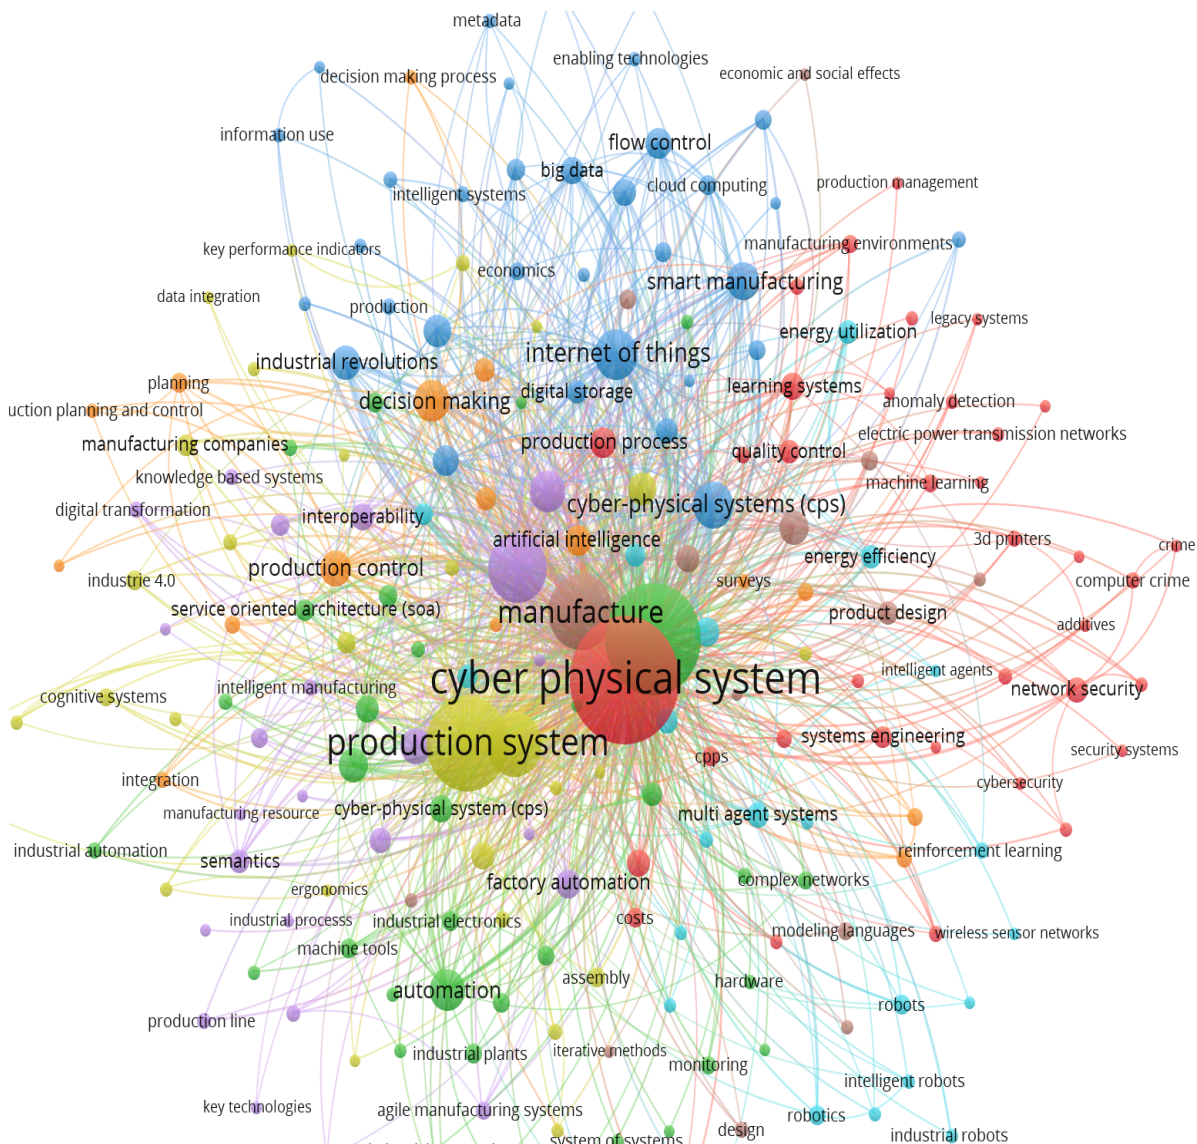 metadata
enabling technologies
decision making process
economic and social effects
information use
flow control
big data
cloud computing
production management
intelligent systems
key performance indicators
manufacturing environments
economics
smart manufacturing
data integration
production
legacy systems
energy utilization
internet of things
industrial revolutions
planning
learning systems
digital storage
decision making
anomaly detection
uction planning and control
electric power transmission networks
manufacturing companies
production process
quality control
knowledge based systems
machine learning
cyber-physical systems (cps)
digital transformation
interoperability
artificial intelligence
3d printers
crime
energy efficiency
production control
industrie 4.0
surveys
computer crime
service oriented architecture (soa)
manufacture
product design
additives
intelligent agents
cyber physical system
intelligent manufacturing
network security
cognitive systems
systems engineering
production system
security systems
cpps
integration
cybersecurity
cyber-physical system (cps)
manufacturing resource
multi agent systems
industrial automation
reinforcement learning
semantics
complex networks
factory automation
ergonomics
costs
industrial processs
industrial electronics
modeling languages
wireless sensor networks
machine tools
assembly
hardware
automation
robots
production line
industrial plants
iterative methods
monitoring
intelligent robots
key technologies
agile manufacturing systems
robotics
design
industrial robots
system of systems